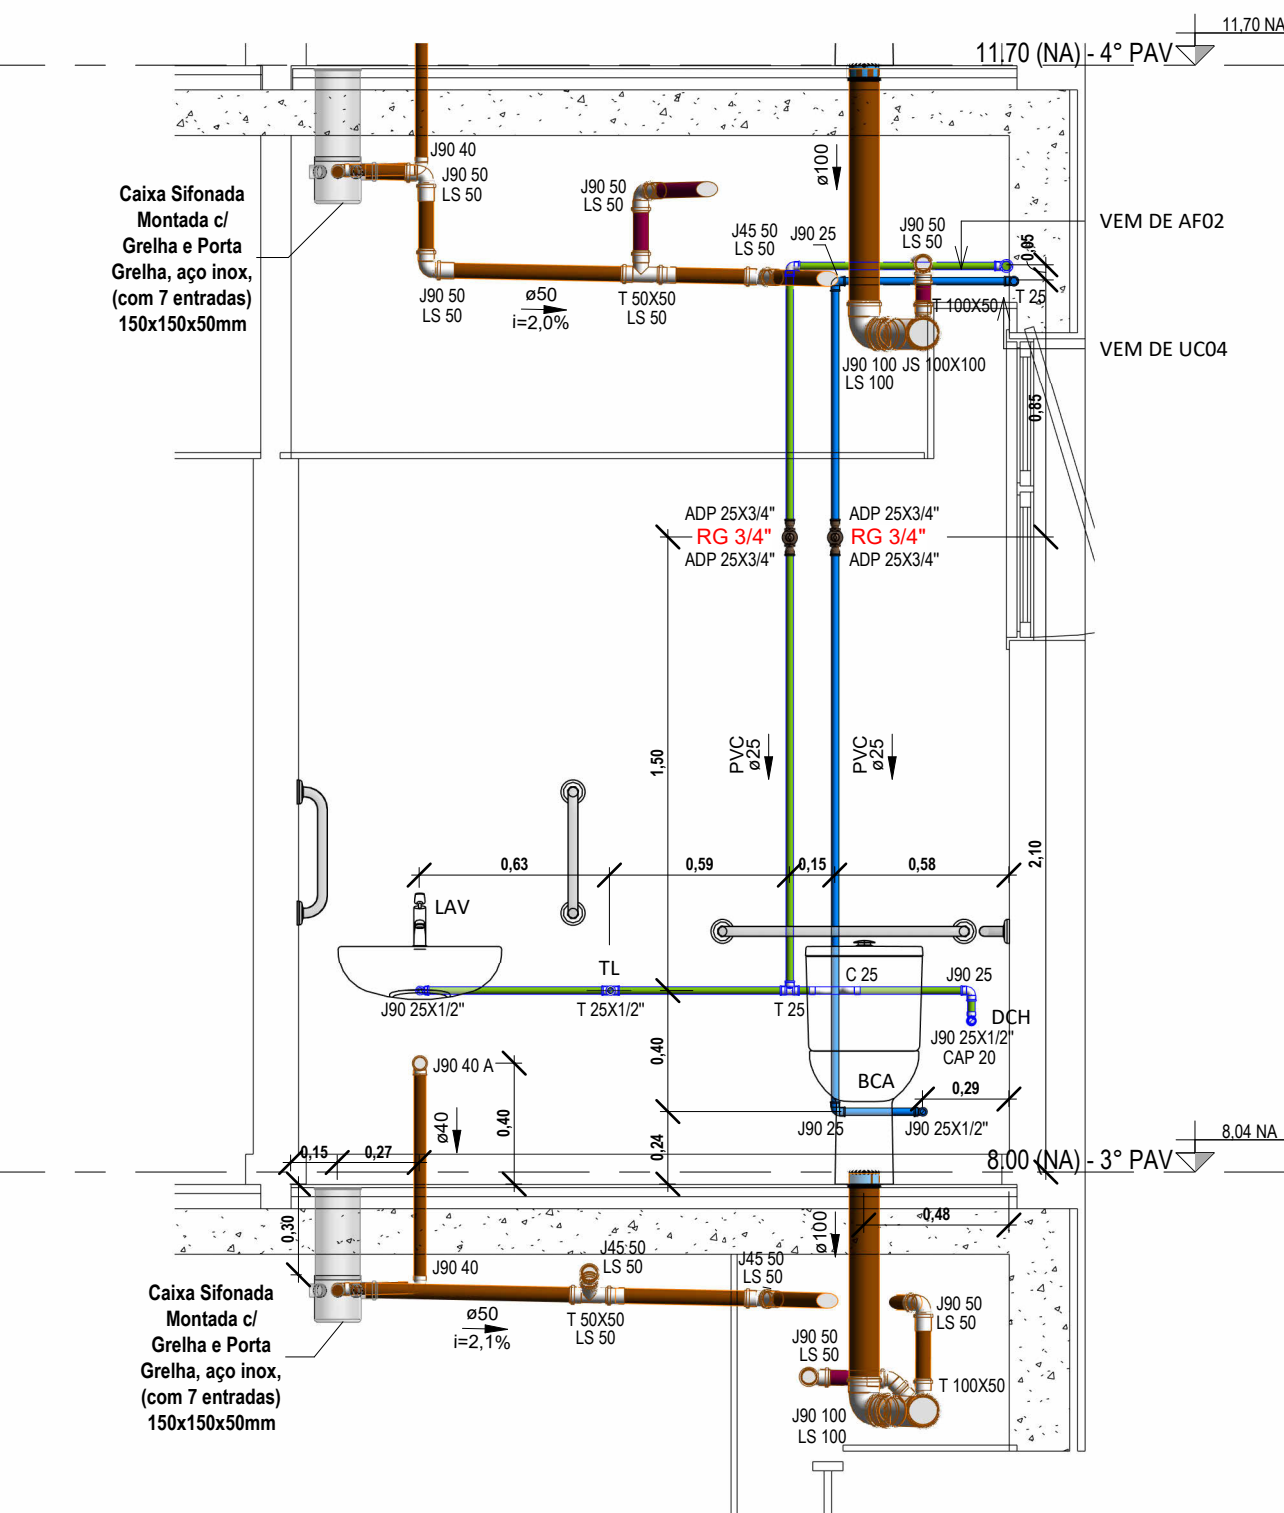 11,70 NA
11.70 (NA) - 4° PAV
J90 40
J90 50
LS 50
Caixa Sifonada
Montada c/
Grelha e Porta
Grelha, aço inox,
(com 7 entradas)
150x150x50mm
J90 50
LS 50
ø100
J45 50
LS 50
J90 25
J90 50
LS 50
VEM DE AF02
0,05
J90 50
LS 50
ø50
i=2,0%
T 50X50
LS 50
T 100X50
T 25
J90 100
LS 100
JS 100X100
VEM DE UC04
0,85
ADP 25X3/4"
RG 3/4"
ADP 25X3/4"
ADP 25X3/4"
RG 3/4"
ADP 25X3/4"
1,50
PVC
ø25
PVC
ø25
2,10
0,63
0,59
0,15
0,58
LAV
TL
C 25
J90 25
J90 25X1/2"
T 25X1/2"
T 25
DCH
J90 25X1/2"
CAP 20
0,40
J90 40 A
BCA
0,29
0,40
ø40
J90 25
J90 25X1/2"
0,15
0,27
0,24
8,04 NA
8.00 (NA) - 3° PAV
0,30
ø100
0,48
J45 50
LS 50
J45 50
LS 50
J90 40
Caixa Sifonada
Montada c/
Grelha e Porta
Grelha, aço inox,
(com 7 entradas)
150x150x50mm
ø50
i=2,1%
T 50X50
LS 50
J90 50
LS 50
J90 50
LS 50
T 100X50
J90 100
LS 100